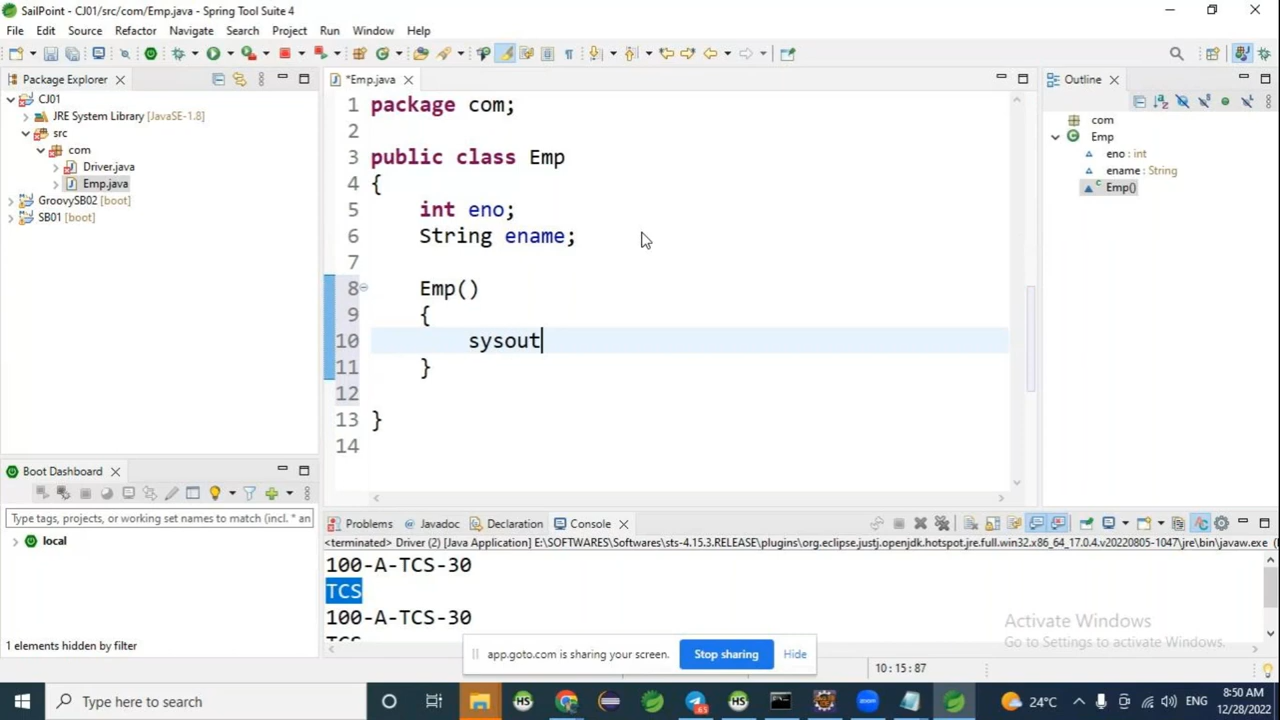 SailPoint - CJ01/src/com/Emp.java - Spring Tool Suite 4
File Edit Source Refactor Navigate Search Project Run Window Help
Package Explorer
CJ01
JRE System Library [JavaSE-1.8]
src
com
Driver.java
Emp.java
GroovySB02 [boot]
SB01 [boot]
*Emp.java
1 package com;
2
3 public class Emp
4 {
5 int eno;
6 String ename;
7
8 Emp()
9 {
10 sysout
11 }
12
13 }
14
Outline
com
Emp
eno : int
ename : String
Emp()
Boot Dashboard
Type tags, projects, or working set names to match (incl. * an
local
1 elements hidden by filter
Problems Javadoc Declaration Console
<terminated> Driver (2) [Java Application] E:\SOFTWARES\Softwares\sts-4.15.3.RELEASE\plugins\org.eclipse.justj.openjdk.hotspot.jre.full.win32.x86_64_17.0.4.v20220805-1047\jre\bin\javaw.exe (
100-A-TCS-30
TCS
100-A-TCS-30
TCS
Activate Windows
Go to Settings to activate Windows.
app.goto.com is sharing your screen. Stop sharing Hide
10 : 15 : 87
Type here to search
24°C
ENG
8:50 AM
12/28/2022